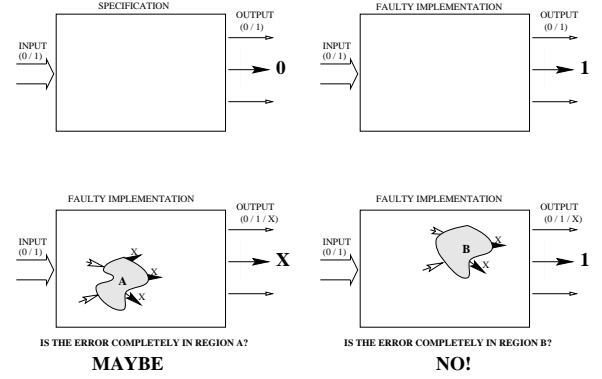 SPECIFICATION
OUTPUT
(0 / 1)
INPUT
(0 / 1)
0
FAULTY IMPLEMENTATION
OUTPUT
(0 / 1)
INPUT
(0 / 1)
1
FAULTY IMPLEMENTATION
OUTPUT
(0 / 1 / X)
INPUT
(0 / 1)
X
X
A
X
X
IS THE ERROR COMPLETELY IN REGION A?
MAYBE
FAULTY IMPLEMENTATION
OUTPUT
(0 / 1 / X)
INPUT
(0 / 1)
X
B
X
1
IS THE ERROR COMPLETELY IN REGION B?
NO!